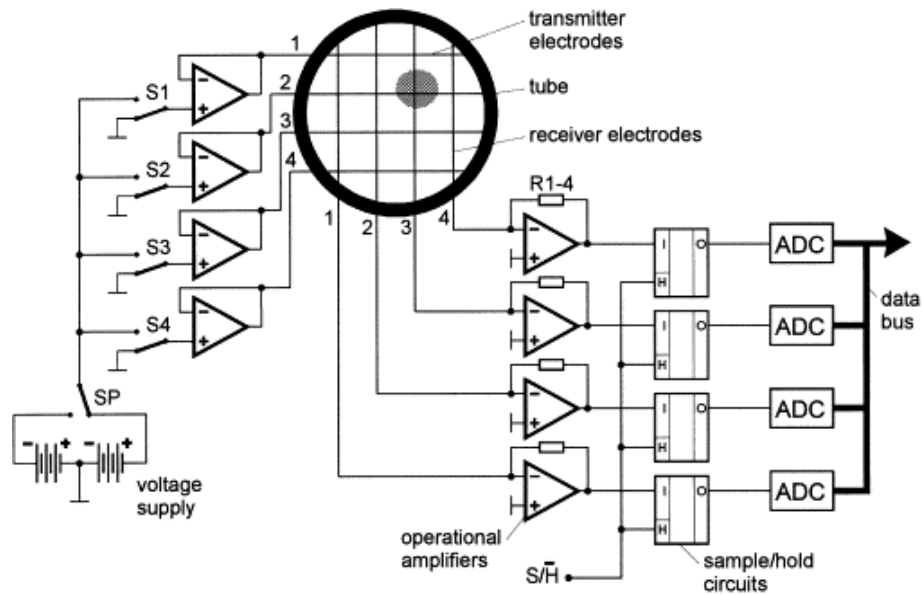 transmitter
electrodes
tube
receiver electrodes
1
2
3
4
S1
S2
S3
S4
SP
- + - +
voltage
supply
- +
- +
- +
- +
1
2
3
4
R1-4
- +
- +
- +
- +
operational
amplifiers
I O
H
I O
H
I O
H
I O
H
S/H̅
sample/hold
circuits
ADC
ADC
ADC
ADC
data
bus